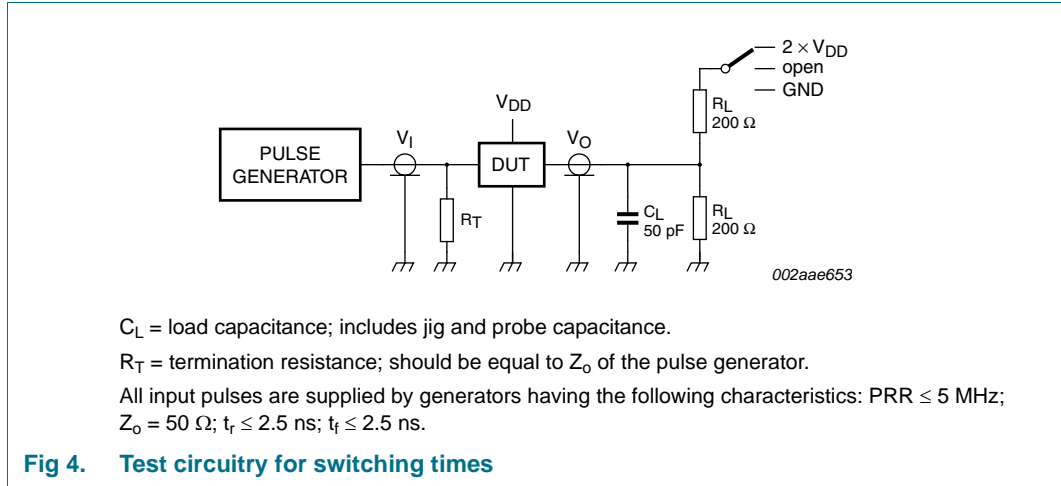 2 × VDD
open
GND
RL
200 Ω
VDD
VI
VO
PULSE
GENERATOR
DUT
RT
CL
50 pF
RL
200 Ω
002aae653
CL = load capacitance; includes jig and probe capacitance.
RT = termination resistance; should be equal to Zo of the pulse generator.
All input pulses are supplied by generators having the following characteristics: PRR ≤ 5 MHz;
Zo = 50 Ω; tr ≤ 2.5 ns; tf ≤ 2.5 ns.
Fig 4. Test circuitry for switching times